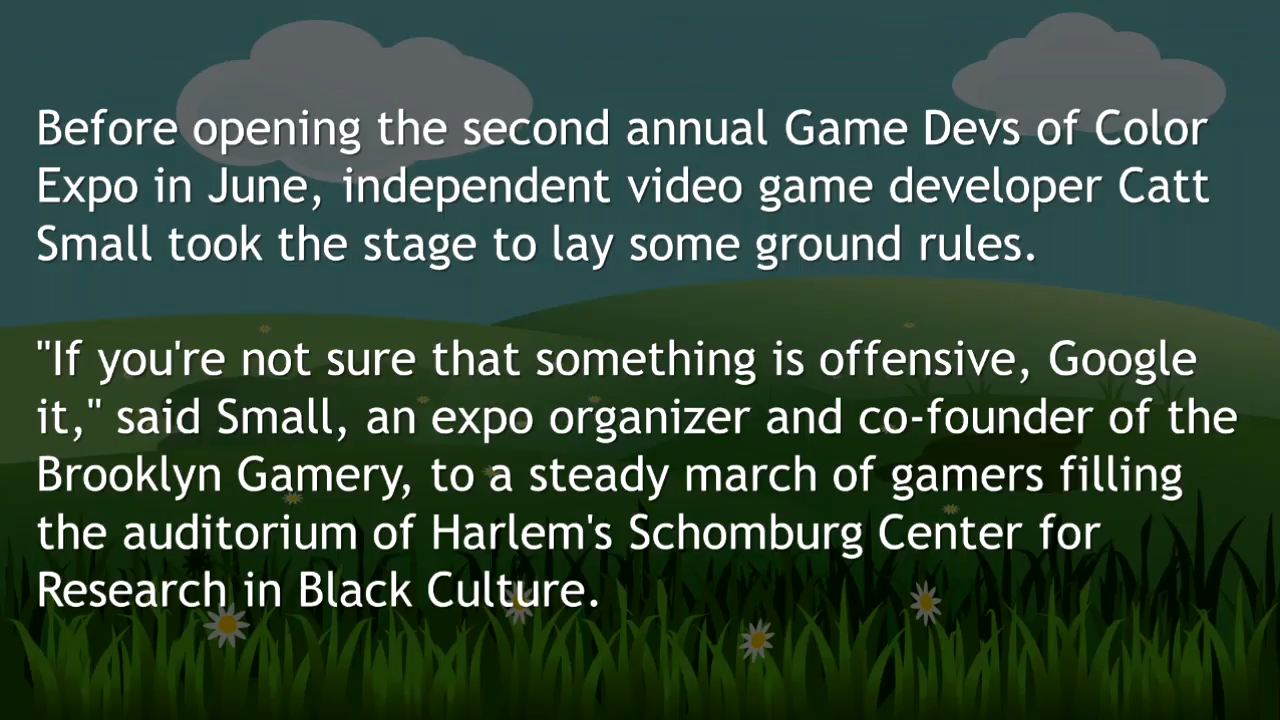 Before opening the second annual Game Devs of Color
Expo in June, independent video game developer Catt
Small took the stage to lay some ground rules.
"If you're not sure that something is offensive, Google
it," said Small, an expo organizer and co-founder of the
Brooklyn Gamery, to a steady march of gamers filling
the auditorium of Harlem's Schomburg Center for
Research in Black Culture.